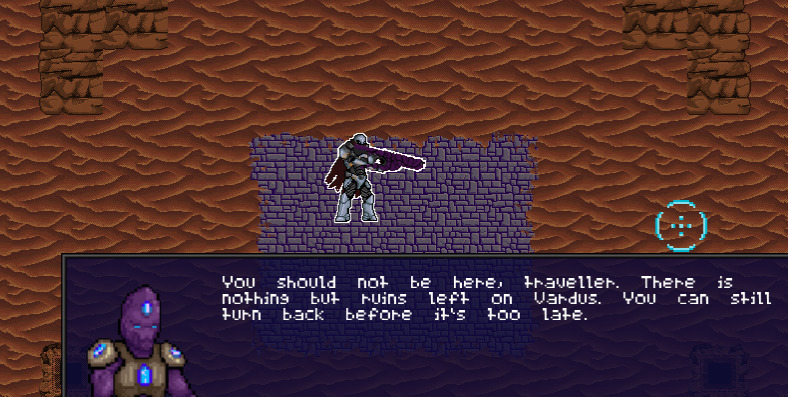 You should not be here, traveller. There is
nothing but ruins left on Vardus. You can still
turn back before it's too late.